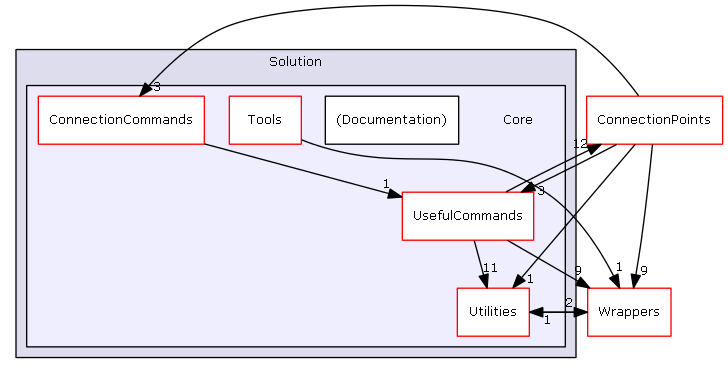 Solution
3
ConnectionCommands
Tools
(Documentation)
Core
ConnectionPoints
12
1
3
UsefulCommands
11
1
9
1
9
Utilities
2
1
Wrappers